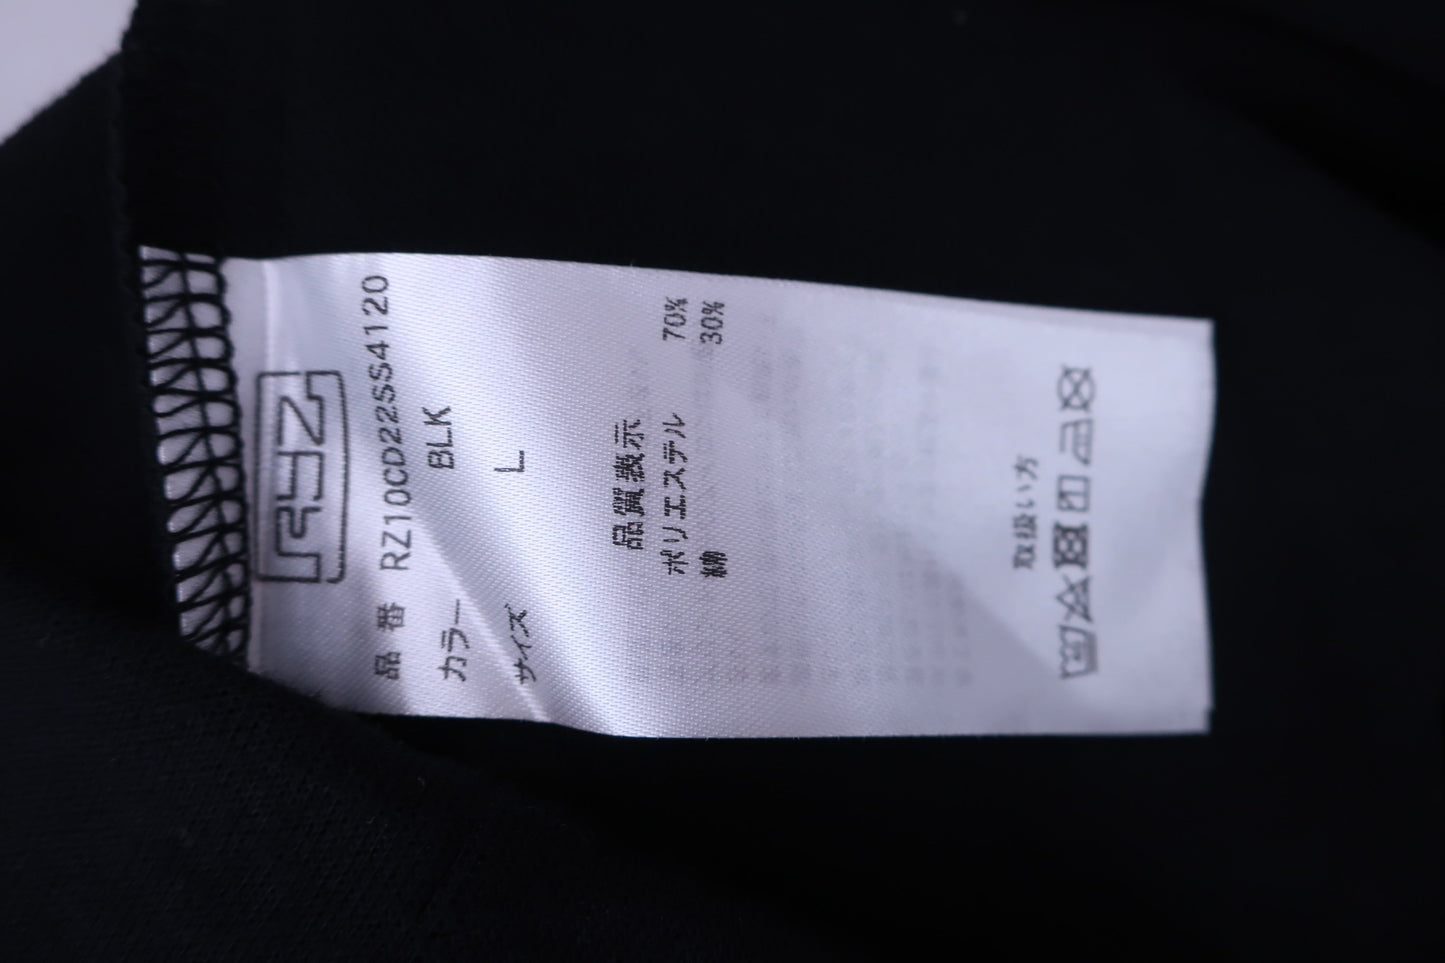 RYZ
品番 RZ10CD22SS4120
カラー BLK
サイズ L
品質表示
ポリエステル 70%
綿 30%
取扱い方